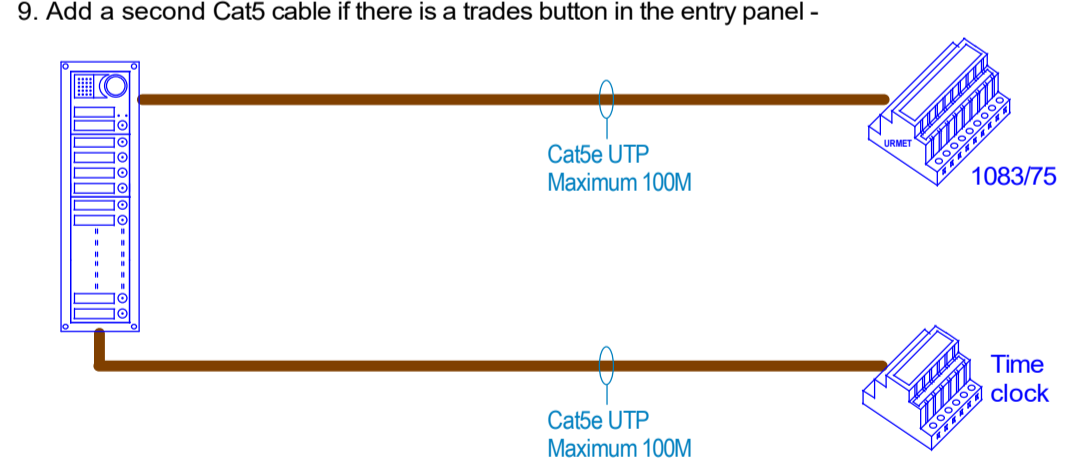 9. Add a second Cat5 cable if there is a trades button in the entry panel -
URMET
Cat5e UTP
Maximum 100M
1083/75
Time
clock
Cat5e UTP
Maximum 100M